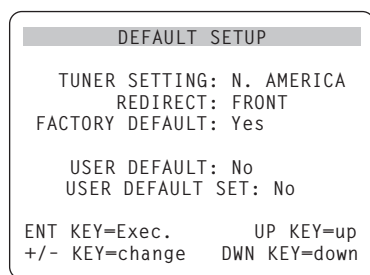 DEFAULT SETUP
TUNER SETTING: N. AMERICA
REDIRECT: FRONT
FACTORY DEFAULT: Yes
USER DEFAULT: No
USER DEFAULT SET: No
ENT KEY=Exec. UP KEY=up
+/- KEY=change DWN KEY=down